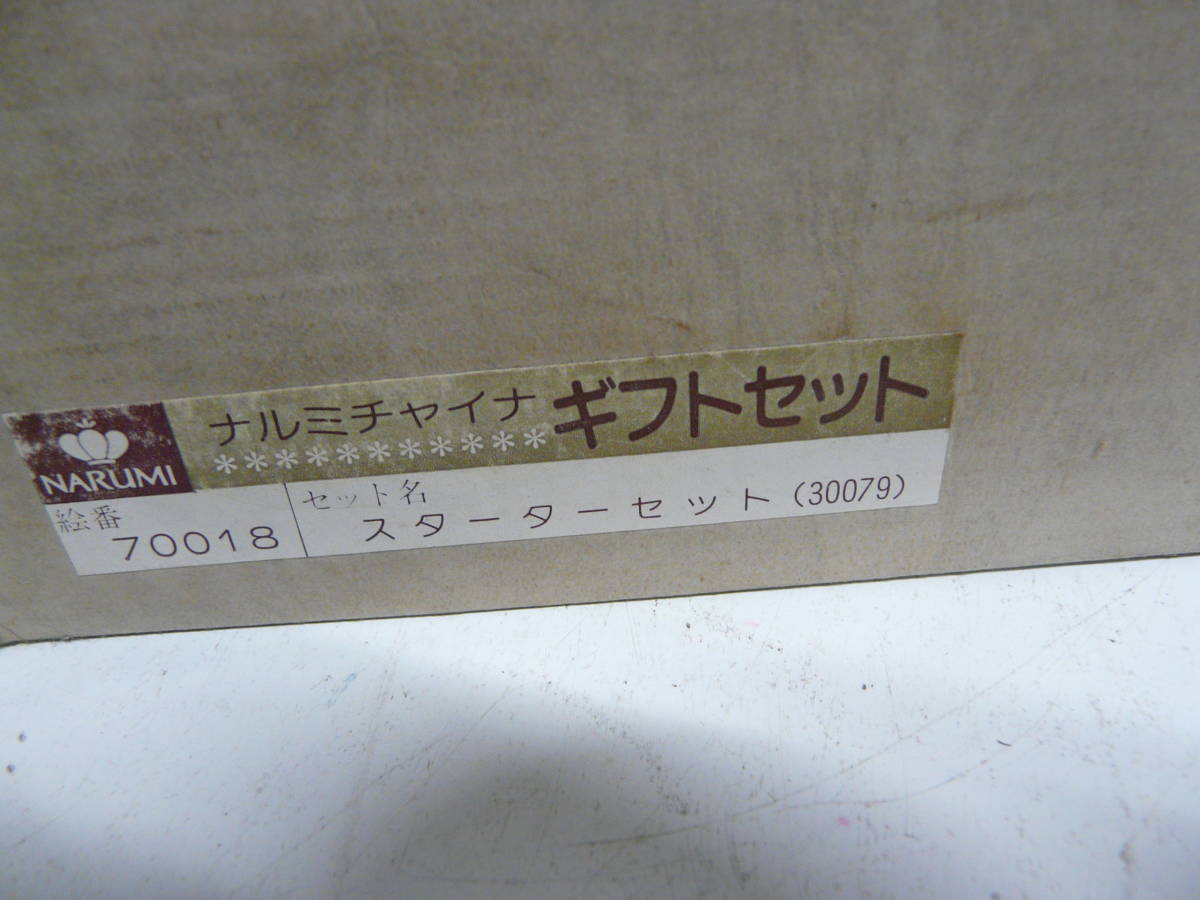 NARUMI
ナルミチャイナ ギフトセット
***********
絵番
70018
セット名
スターターセット(30079)